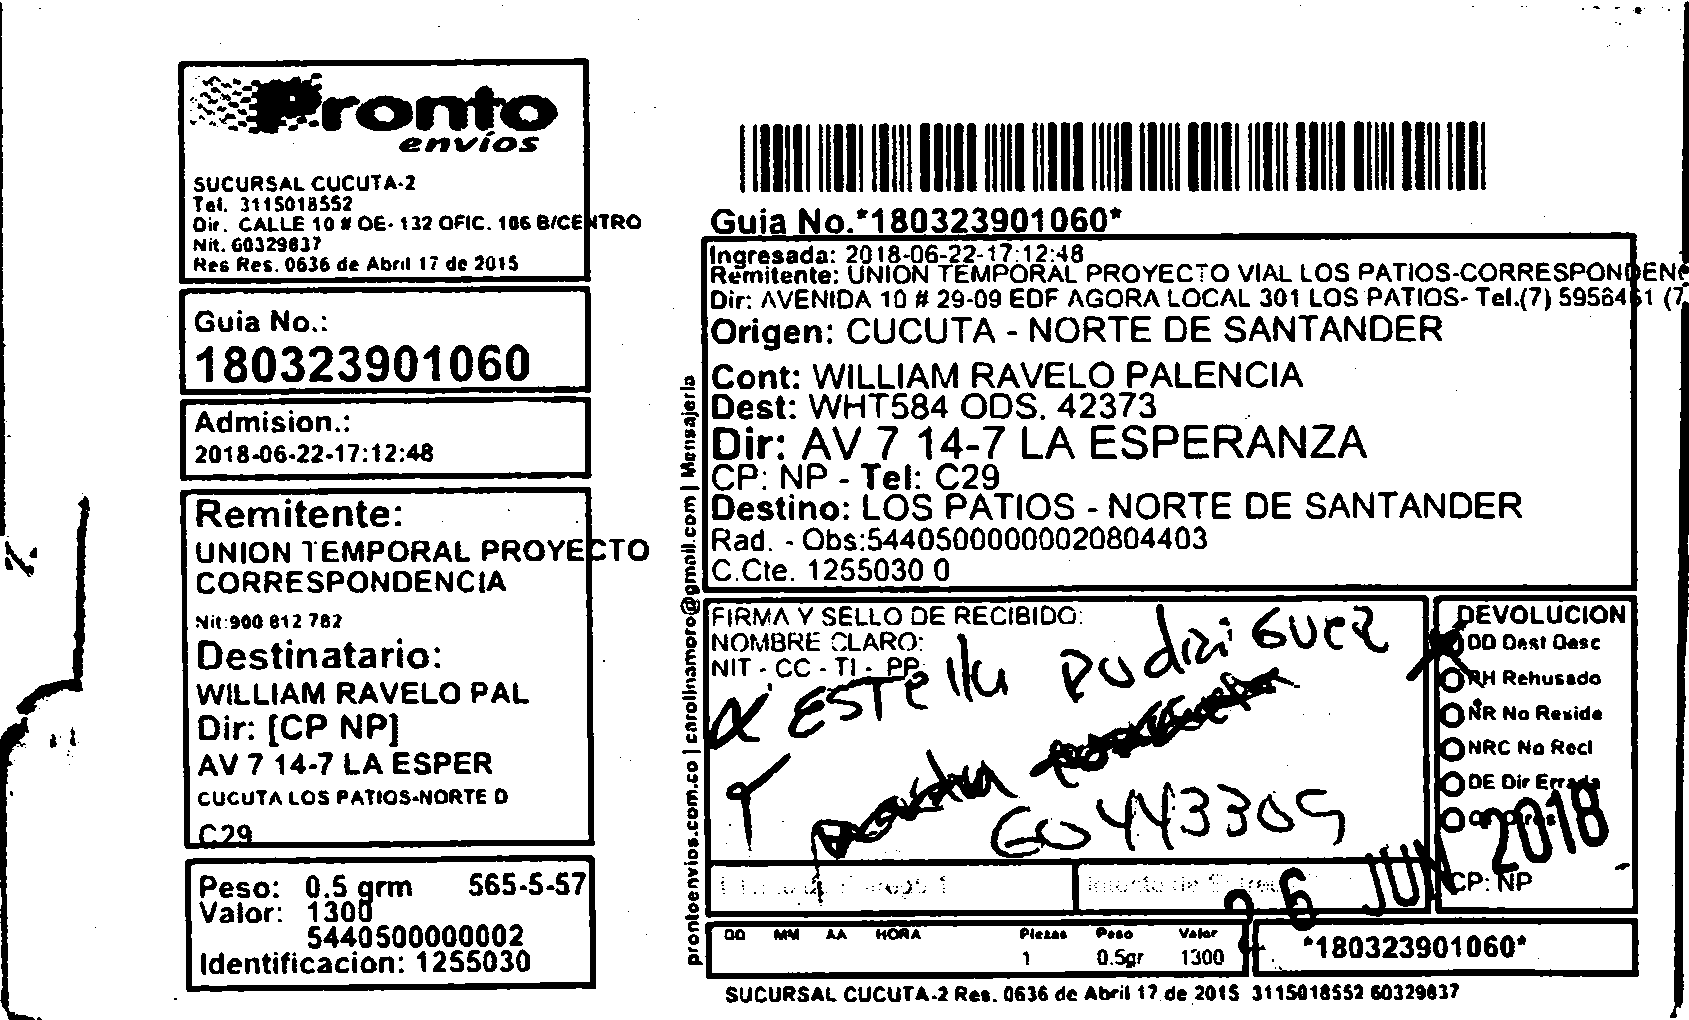 Pronto
envíos
SUCURSAL CUCUTA-2
Tel. 3115018552
Dir. CALLE 10 # OE- 132 OFIC. 106 B/CENTRO
Nit. 60329837
Res Res. 0636 de Abril 17 de 2015
Guia No.:
180323901060
Admision.:
2018-06-22-17:12:48
Remitente:
UNION TEMPORAL PROYECTO
CORRESPONDENCIA
Nit:900 812 782
Destinatario:
WILLIAM RAVELO PAL
Dir: [CP NP]
AV 7 14-7 LA ESPER
CUCUTA LOS PATIOS-NORTE D
C29
Peso: 0.5 grm 565-5-57
Valor: 1300
5440500000002
Identificacion: 1255030
prontoenvios.com.co | carolinamoro@gmail.com | Mensajeria
Guia No.*180323901060*
Ingresada: 2018-06-22-17:12:48
Remitente: UNION TEMPORAL PROYECTO VIAL LOS PATIOS-CORRESPONDENC
Dir: AVENIDA 10 # 29-09 EDF AGORA LOCAL 301 LOS PATIOS- Tel.(7) 5956461 (7
Origen: CUCUTA - NORTE DE SANTANDER
Cont: WILLIAM RAVELO PALENCIA
Dest: WHT584 ODS. 42373
Dir: AV 7 14-7 LA ESPERANZA
CP: NP - Tel: C29
Destino: LOS PATIOS - NORTE DE SANTANDER
Rad. - Obs:54405000000020804403
C.Cte. 1255030 0
FIRMA Y SELLO DE RECIBIDO:
NOMBRE CLARO:
NIT - CC - TI - PP:
Estella Rudriguez
60443309
DEVOLUCION
DD Dest Desc
RH Rehusado
NR No Reside
NRC No Recl
DE Dir Errada
CP: NP
26 JUN 2018
DD MM AA HORA Piezas Peso Valor
1 0.5gr 1300
*180323901060*
SUCURSAL CUCUTA-2 Res. 0636 de Abril 17 de 2015 3115018552 60329837